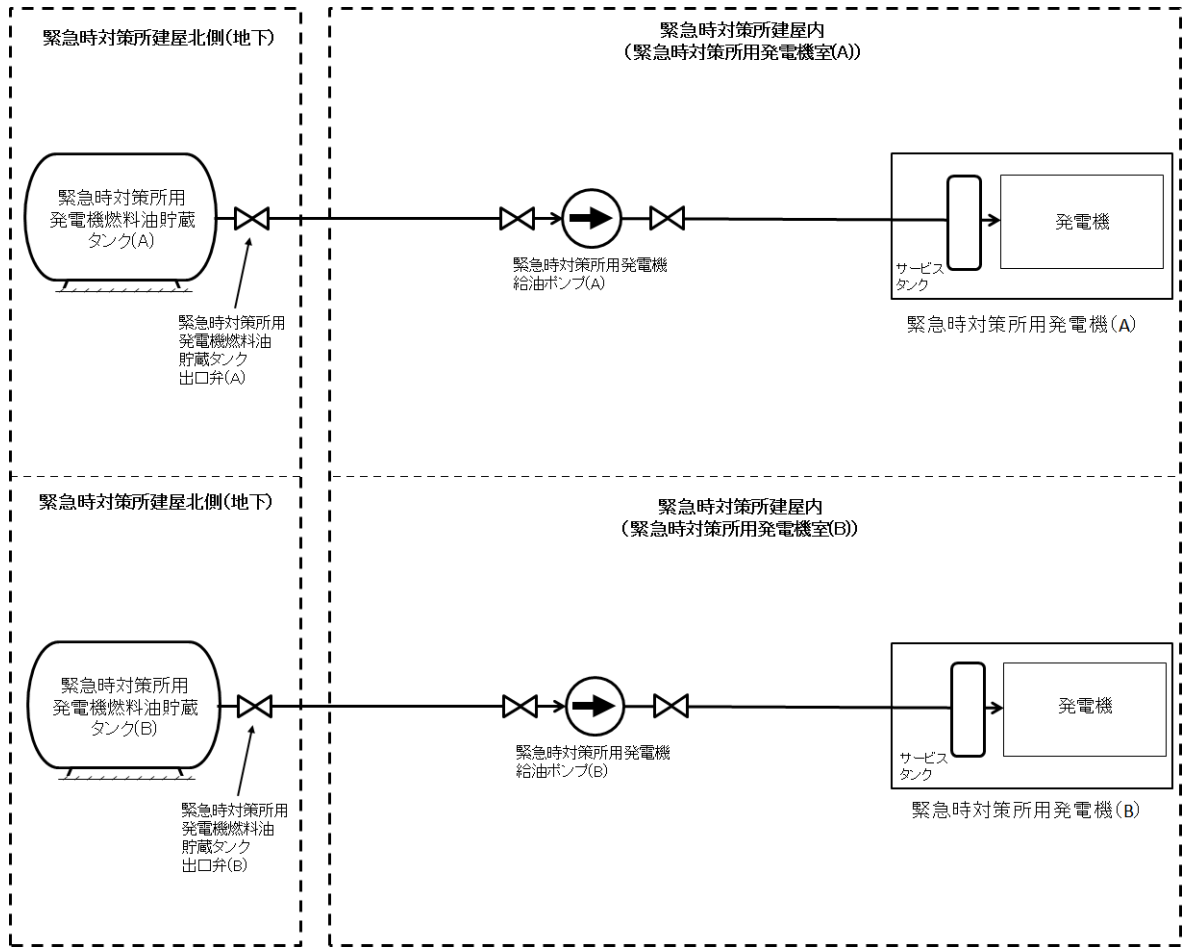 緊急時対策所建屋北側(地下)
緊急時対策所建屋内
(緊急時対策所用発電機室(A))
緊急時対策所用
発電機燃料油貯蔵
タンク(A)
緊急時対策所用
発電機燃料油
貯蔵タンク
出口弁(A)
緊急時対策所用発電機
給油ポンプ(A)
サービス
タンク
発電機
緊急時対策所用発電機(A)
緊急時対策所建屋北側(地下)
緊急時対策所建屋内
(緊急時対策所用発電機室(B))
緊急時対策所用
発電機燃料油貯蔵
タンク(B)
緊急時対策所用
発電機燃料油
貯蔵タンク
出口弁(B)
緊急時対策所用発電機
給油ポンプ(B)
サービス
タンク
発電機
緊急時対策所用発電機(B)